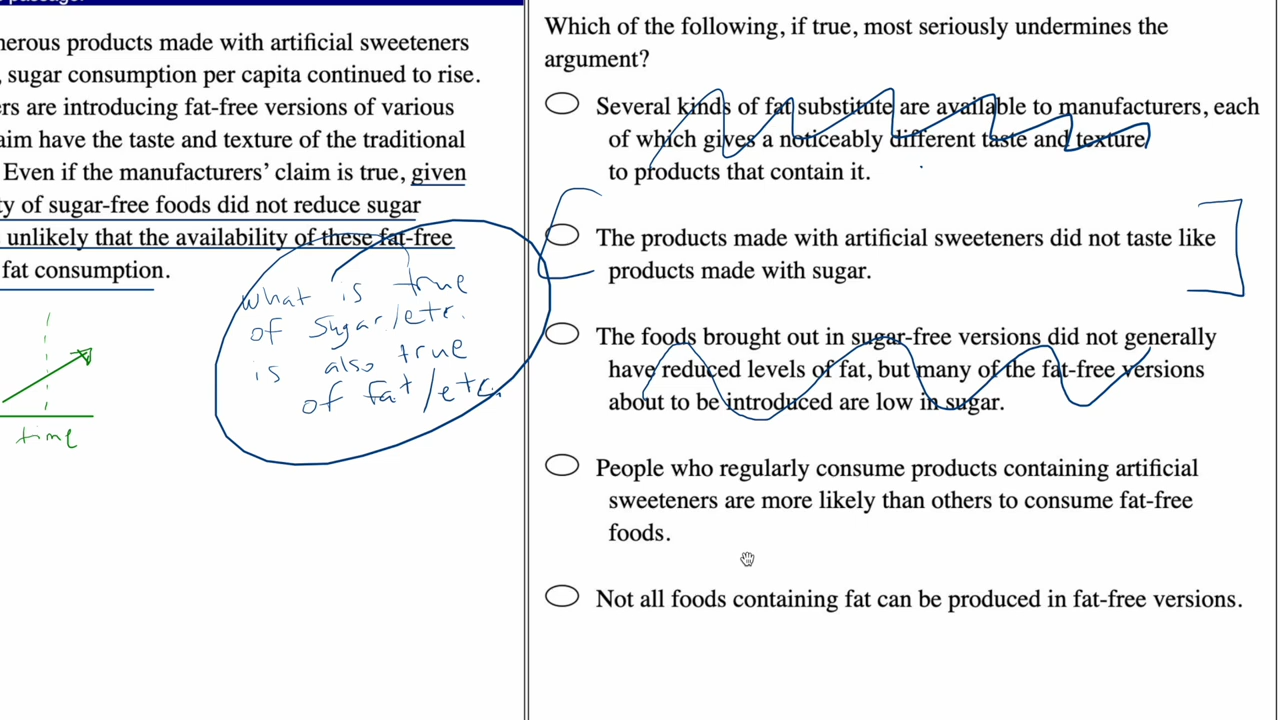 passage.
nerous products made with artificial sweeteners
, sugar consumption per capita continued to rise.
ers are introducing fat-free versions of various
aim have the taste and texture of the traditional
Even if the manufacturers' claim is true, given
ty of sugar-free foods did not reduce sugar
unlikely that the availability of these fat-free
fat consumption.
what is true
of sugar/etc.
is also true
of fat/etc.
time
Which of the following, if true, most seriously undermines the
argument?
Several kinds of fat substitute are available to manufacturers, each
of which gives a noticeably different taste and texture
to products that contain it.
The products made with artificial sweeteners did not taste like
products made with sugar.
The foods brought out in sugar-free versions did not generally
have reduced levels of fat, but many of the fat-free versions
about to be introduced are low in sugar.
People who regularly consume products containing artificial
sweeteners are more likely than others to consume fat-free
foods.
Not all foods containing fat can be produced in fat-free versions.